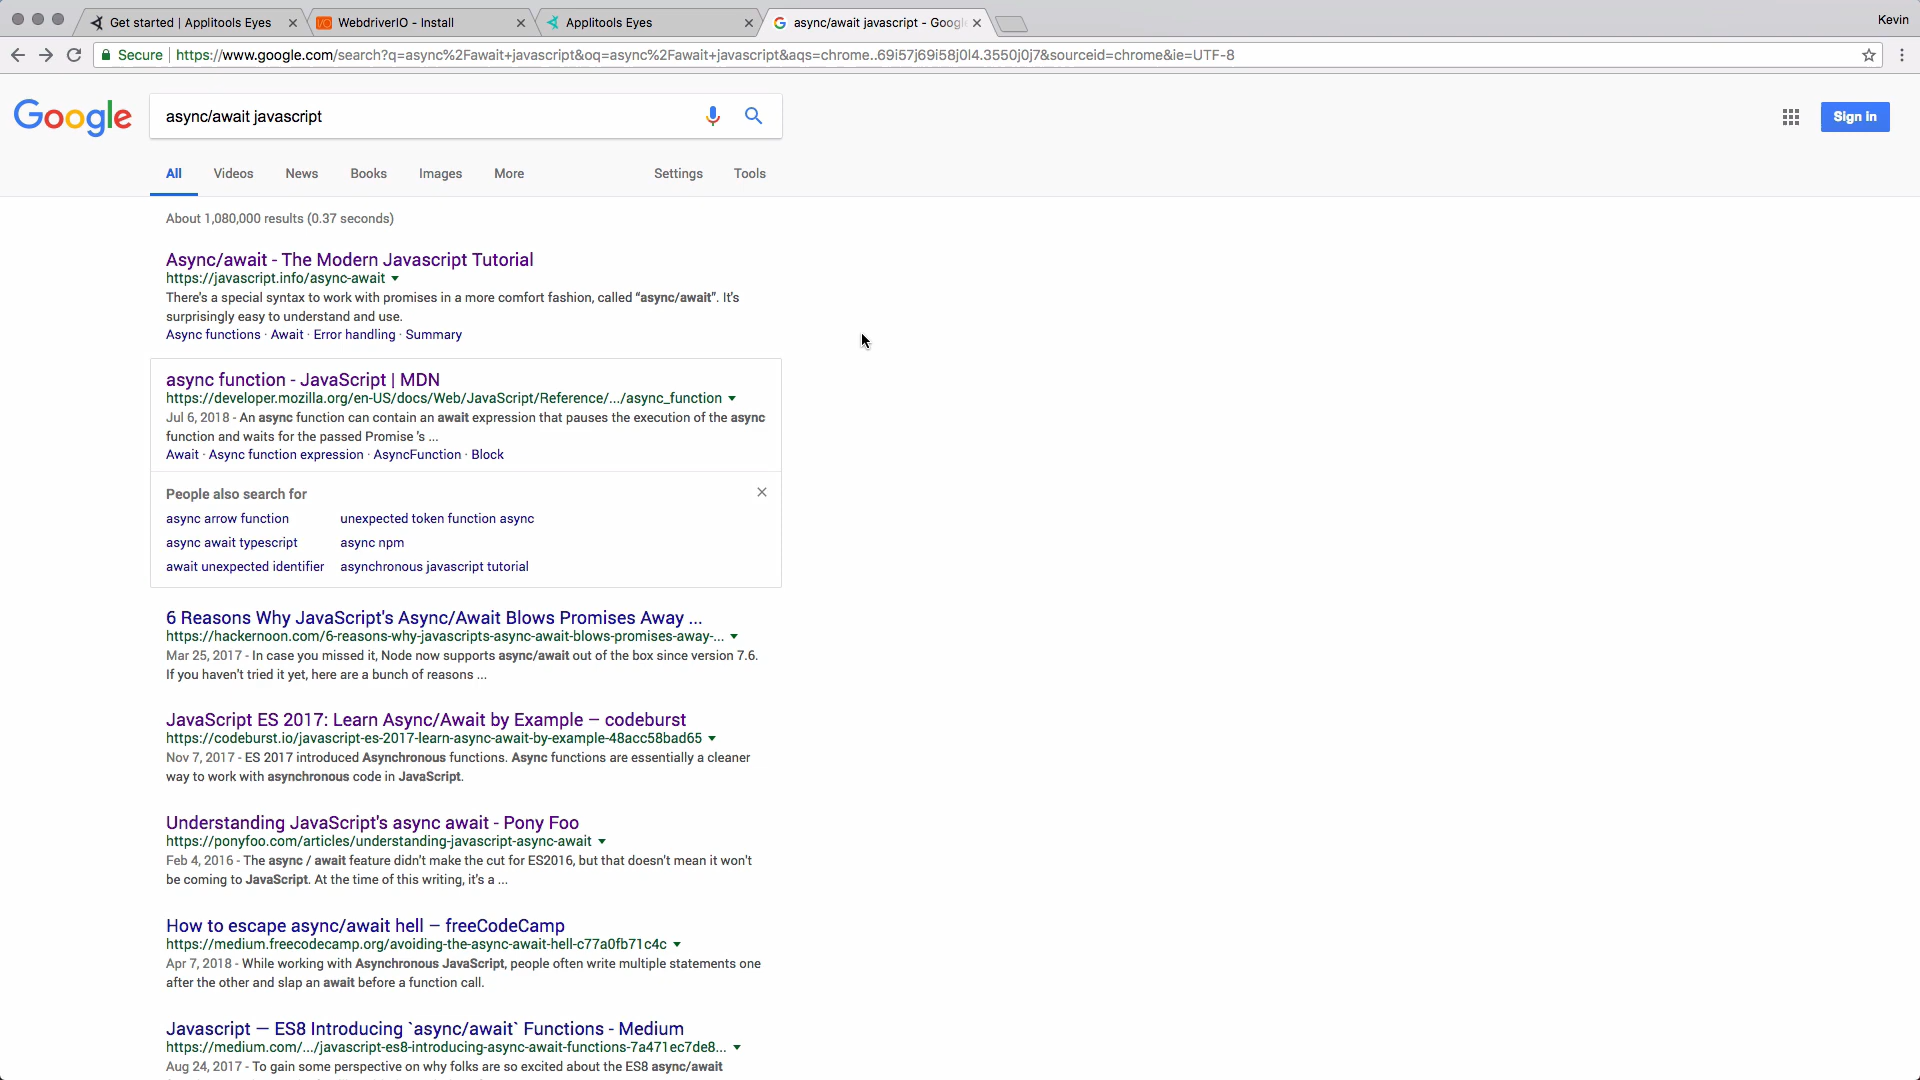 Get started | Applitools Eyes
WebdriverIO - Install
Applitools Eyes
async/await javascript - Googl
Kevin
Secure https://www.google.com/search?q=async%2Fawait+javascript&oq=async%2Fawait+javascript&aqs=chrome..69i57j69i58j0l4.3550j0j7&sourceid=chrome&ie=UTF-8
Google
async/await javascript
Sign in
All Videos News Books Images More Settings Tools
About 1,080,000 results (0.37 seconds)
Async/await - The Modern Javascript Tutorial
https://javascript.info/async-await
There's a special syntax to work with promises in a more comfort fashion, called “async/await”. It's
surprisingly easy to understand and use.
Async functions · Await · Error handling · Summary
async function - JavaScript | MDN
https://developer.mozilla.org/en-US/docs/Web/JavaScript/Reference/.../async_function
Jul 6, 2018 - An async function can contain an await expression that pauses the execution of the async
function and waits for the passed Promise 's ...
Await · Async function expression · AsyncFunction · Block
People also search for
async arrow function unexpected token function async
async await typescript async npm
await unexpected identifier asynchronous javascript tutorial
6 Reasons Why JavaScript's Async/Await Blows Promises Away ...
https://hackernoon.com/6-reasons-why-javascripts-async-await-blows-promises-away-...
Mar 25, 2017 - In case you missed it, Node now supports async/await out of the box since version 7.6.
If you haven't tried it yet, here are a bunch of reasons ...
JavaScript ES 2017: Learn Async/Await by Example – codeburst
https://codeburst.io/javascript-es-2017-learn-async-await-by-example-48acc58bad65
Nov 7, 2017 - ES 2017 introduced Asynchronous functions. Async functions are essentially a cleaner
way to work with asynchronous code in JavaScript.
Understanding JavaScript's async await - Pony Foo
https://ponyfoo.com/articles/understanding-javascript-async-await
Feb 4, 2016 - The async / await feature didn't make the cut for ES2016, but that doesn't mean it won't
be coming to JavaScript. At the time of this writing, it's a ...
How to escape async/await hell – freeCodeCamp
https://medium.freecodecamp.org/avoiding-the-async-await-hell-c77a0fb71c4c
Apr 7, 2018 - While working with Asynchronous JavaScript, people often write multiple statements one
after the other and slap an await before a function call.
Javascript — ES8 Introducing `async/await` Functions - Medium
https://medium.com/.../javascript-es8-introducing-async-await-functions-7a471ec7de8...
Aug 24, 2017 - To gain some perspective on why folks are so excited about the ES8 async/await